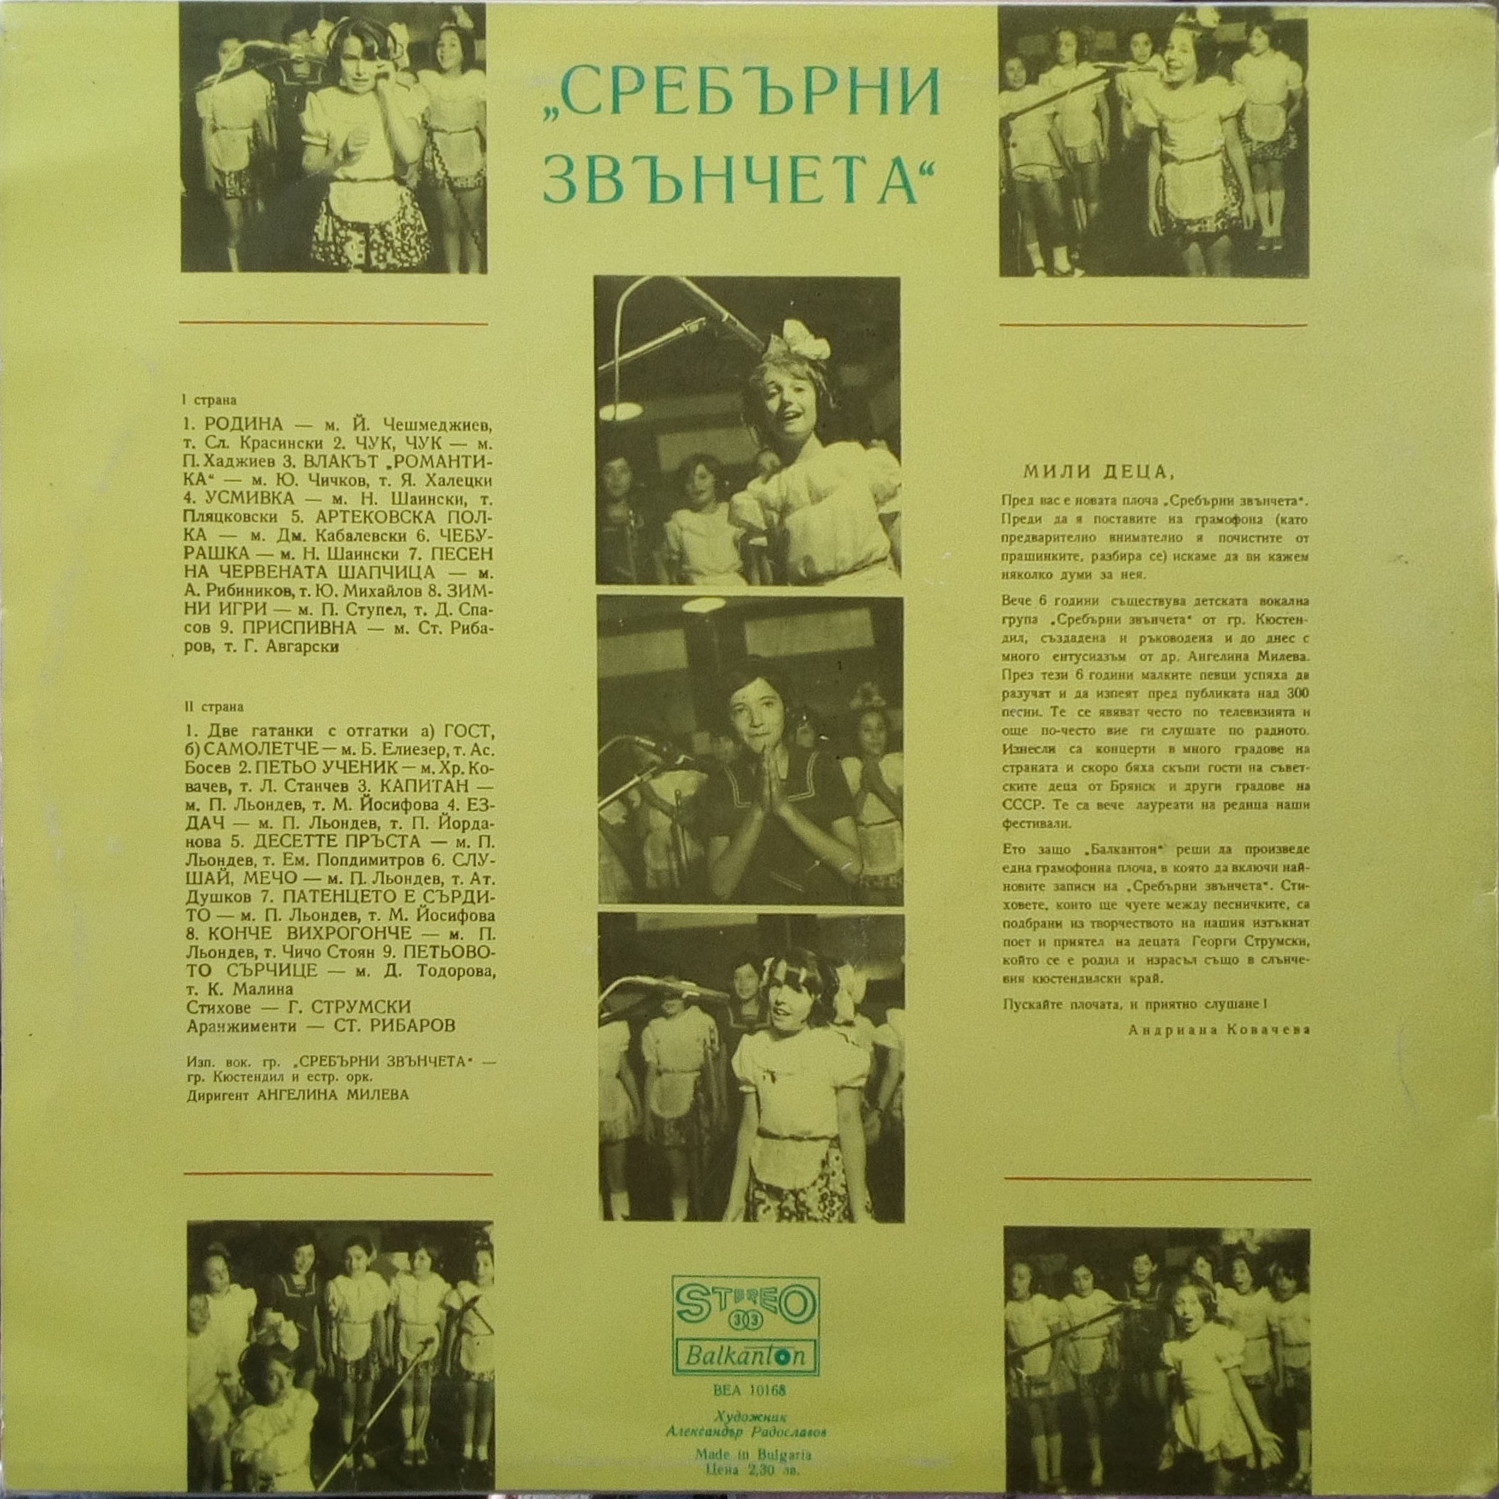 „СРЕБЪРНИ
ЗВЪНЧЕТА“
I страна
1. РОДИНА — м. Й. Чешмеджиев,
т. Сл. Красински 2. ЧУК, ЧУК — м.
П. Хаджиев 3. ВЛАКЪТ „РОМАНТИ-
КА“ — м. Ю. Чичков, т. Я. Халецки
4. УСМИВКА — м. Н. Шаински, т.
Пляцковски 5. АРТЕКОВСКА ПОЛ-
КА — м. Дм. Кабалевски 6. ЧЕБУ-
РАШКА — м. Н. Шаински 7. ПЕСЕН
НА ЧЕРВЕНАТА ШАПЧИЦА — м.
А. Рибиников, т. Ю. Михайлов 8. ЗИМ-
НИ ИГРИ — м. П. Ступел, т. Д. Спа-
сов 9. ПРИСПИВНА — м. Ст. Риба-
ров, т. Г. Авгарски
II страна
1. Две гатанки с отгатки а) ГОСТ,
б) САМОЛЕТЧЕ — м. Б. Елиезер, т. Ас.
Босев 2. ПЕТЬО УЧЕНИК — м. Хр. Ко-
вачев, т. Л. Станчев 3. КАПИТАН —
м. П. Льондев, т. М. Йосифова 4. ЕЗ-
ДАЧ — м. П. Льондев, т. П. Йорда-
нова 5. ДЕСЕТТЕ ПРЪСТА — м. П.
Льондев, т. Ем. Попдимитров 6. СЛУ-
ШАЙ, МЕЧО — м. П. Льондев, т. Ат.
Душков 7. ПАТЕНЦЕТО Е СЪРДИ-
ТО — м. П. Льондев, т. М. Йосифова
8. КОНЧЕ ВИХРОГОНЧЕ — м. П.
Льондев, т. Чичо Стоян 9. ПЕТЬОВО-
ТО СЪРЧИЦЕ — м. Д. Тодорова,
т. К. Малина
Стихове — Г. СТРУМСКИ
Аранжименти — СТ. РИБАРОВ
Изп. вок. гр. „СРЕБЪРНИ ЗВЪНЧЕТА“ —
гр. Кюстендил и естр. орк.
Диригент АНГЕЛИНА МИЛЕВА
МИЛИ ДЕЦА,
Пред вас е новата плоча „Сребърни звънчета“.
Преди да я поставите на грамофона (като
предварително внимателно я почистите от
прашинките, разбира се) искаме да ви кажем
няколко думи за нея.
Вече 6 години съществува детската вокална
група „Сребърни звънчета“ от гр. Кюстен-
дил, създадена и ръководена и до днес с
много ентусиазъм от др. Ангелина Милева.
През тези 6 години малките певци успяха да
разучат и да изпеят пред публиката над 300
песни. Те се явяват често по телевизията и
още по-често вие ги слушате по радиото.
Изнесли са концерти в много градове на
страната и скоро бяха скъпи гости на съвет-
ските деца от Брянск и други градове на
СССР. Те са вече лауреати на редица наши
фестивали.
Ето защо „Балкантон“ реши да произведе
една грамофонна плоча, в която да включи най-
новите записи на „Сребърни звънчета“. Сти-
ховете, които ще чуете между песничките, са
подбрани из творчеството на нашия изтъкнат
поет и приятел на децата Георги Струмски,
който се е родил и израсъл също в слънче-
вия кюстендилски край.
Пускайте плочата, и приятно слушане!
Андриана Ковачева
STEREO
33
Balkanton
ВЕА 10168
Художник
Александър Радославов
Made in Bulgaria
Цена 2,30 лв.